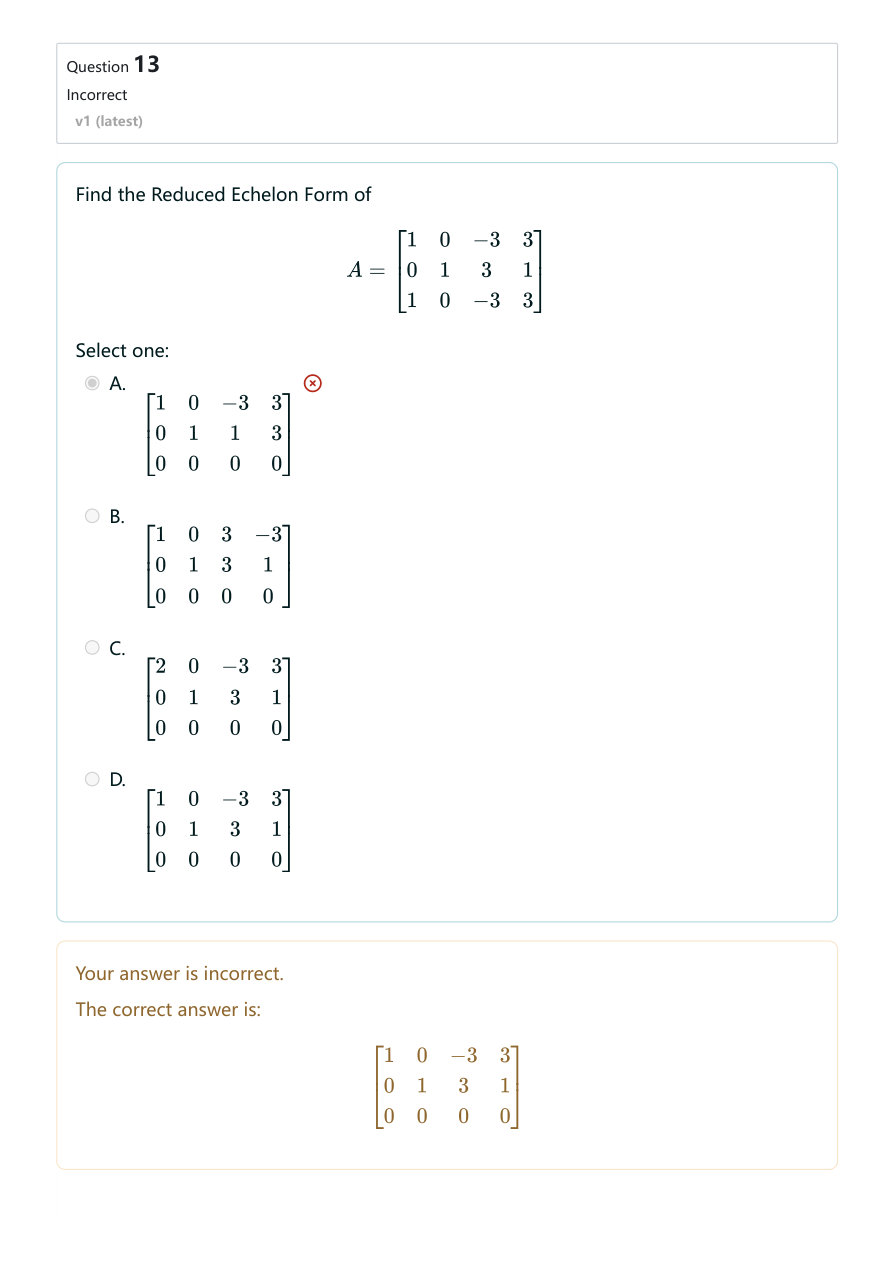 Question 13
Incorrect
v1 (latest)
Find the Reduced Echelon Form of
A = [1 0 −3 3]
[0 1 3 1]
[1 0 −3 3]
Select one:
A.
[1 0 −3 3]
[0 1 1 3]
[0 0 0 0]
B.
[1 0 3 −3]
[0 1 3 1]
[0 0 0 0]
C.
[2 0 −3 3]
[0 1 3 1]
[0 0 0 0]
D.
[1 0 −3 3]
[0 1 3 1]
[0 0 0 0]
Your answer is incorrect.
The correct answer is:
[1 0 −3 3]
[0 1 3 1]
[0 0 0 0]